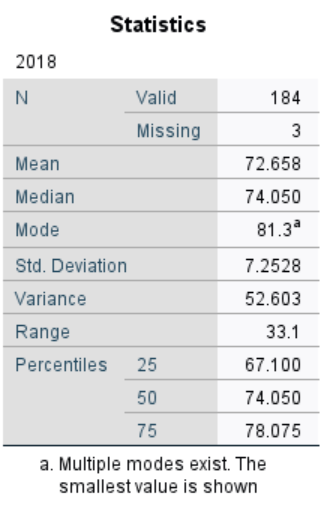 Statistics
2018
N Valid 184
Missing 3
Mean 72.658
Median 74.050
Mode 81.3a
Std. Deviation 7.2528
Variance 52.603
Range 33.1
Percentiles 25 67.100
50 74.050
75 78.075
a. Multiple modes exist. The
smallest value is shown